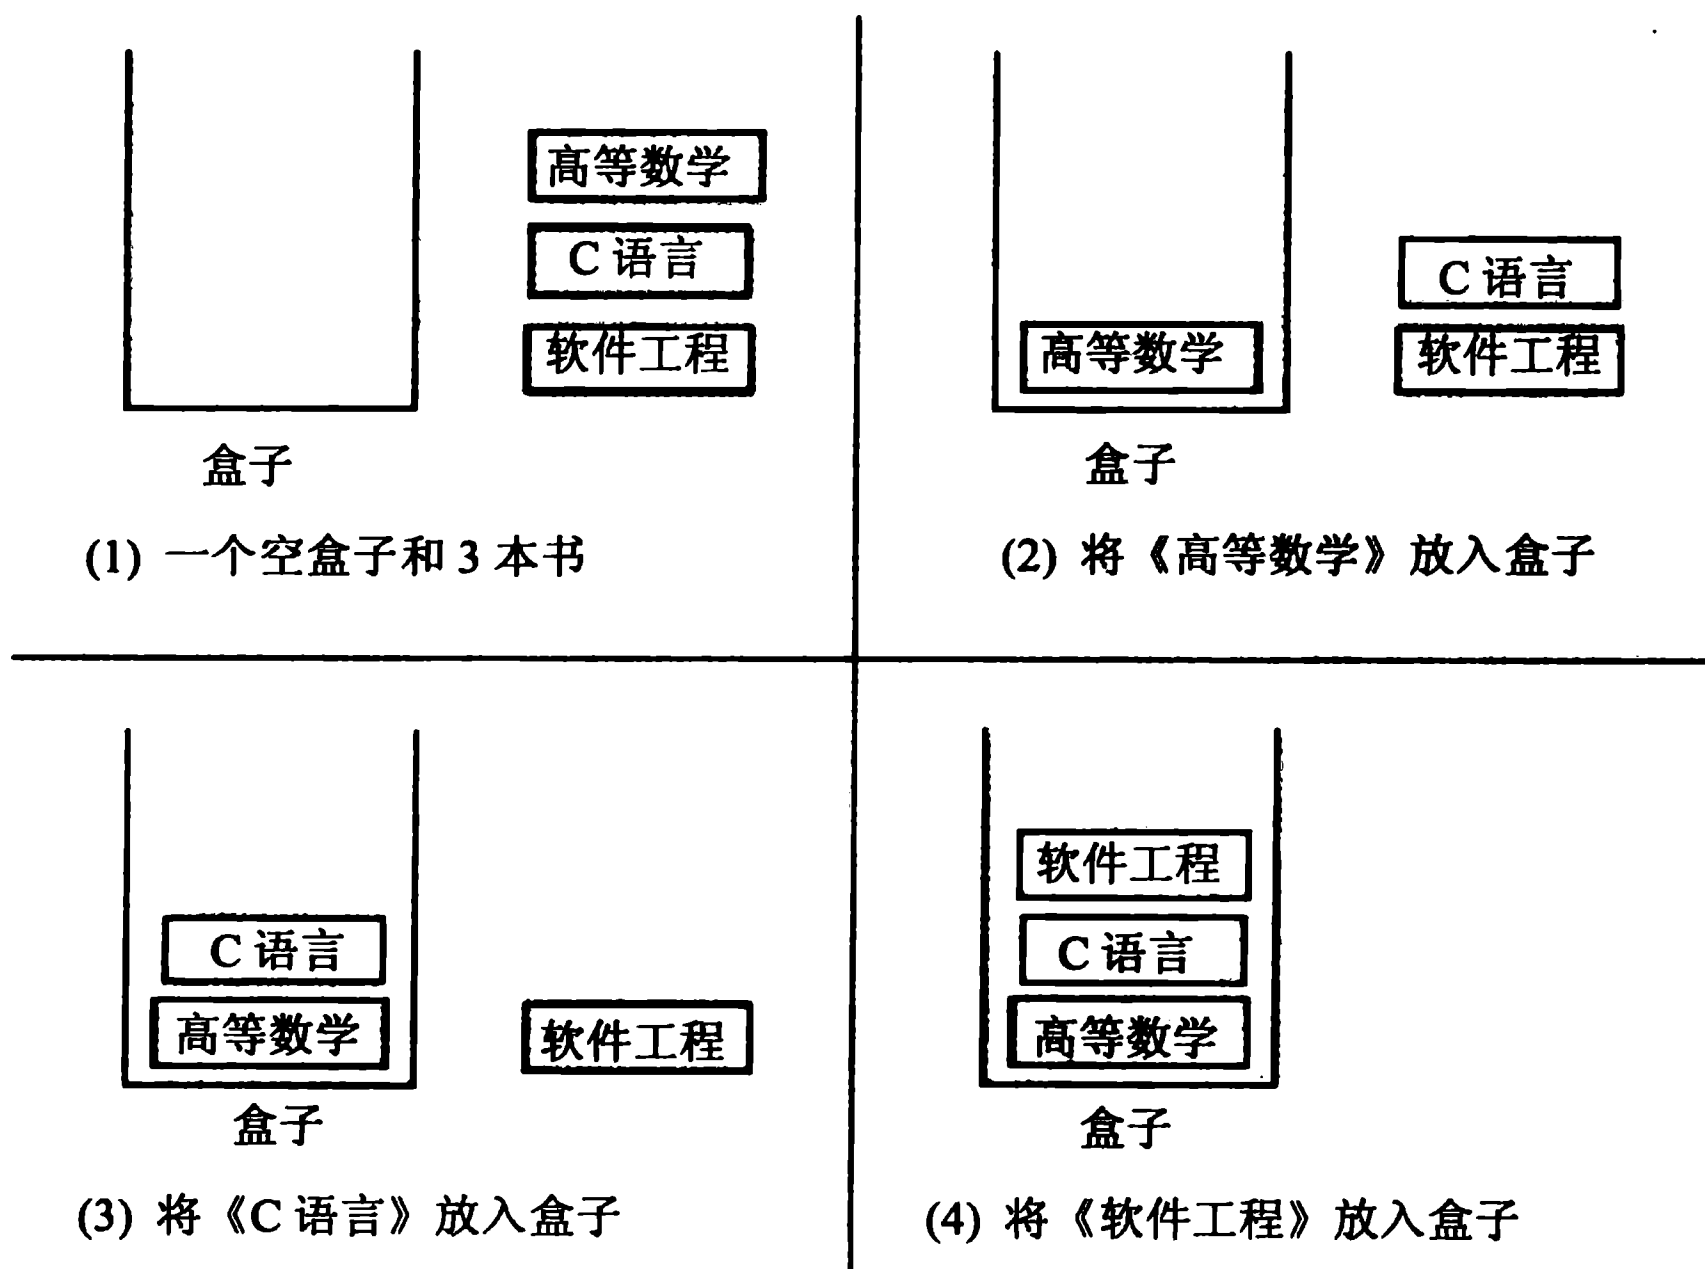 高等数学
C 语言
软件工程
盒子
(1) 一个空盒子和 3 本书
C 语言
软件工程
高等数学
盒子
(2) 将《高等数学》放入盒子
C 语言
高等数学
软件工程
盒子
(3) 将《C 语言》放入盒子
软件工程
C 语言
高等数学
盒子
(4) 将《软件工程》放入盒子